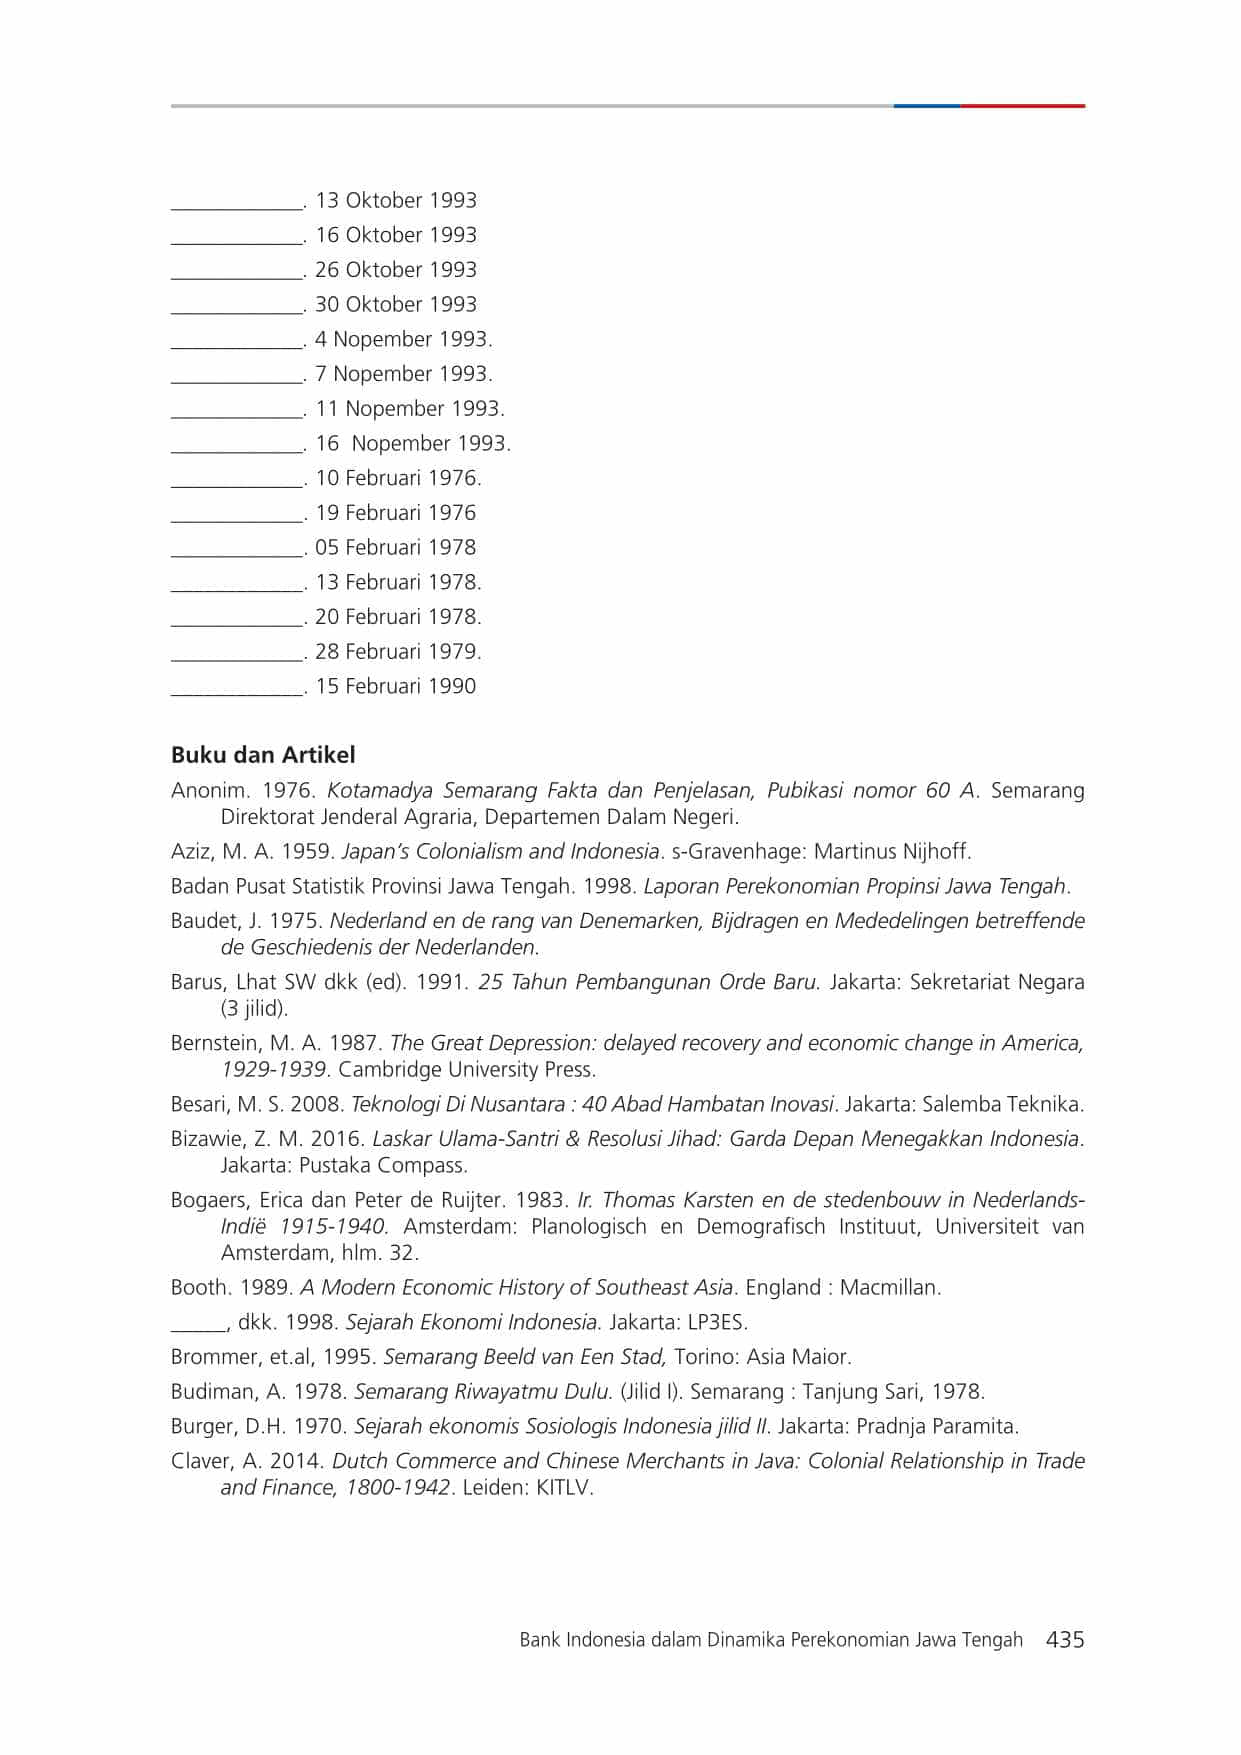 ____________. 13 Oktober 1993
____________. 16 Oktober 1993
____________. 26 Oktober 1993
____________. 30 Oktober 1993
____________. 4 Nopember 1993.
____________. 7 Nopember 1993.
____________. 11 Nopember 1993.
____________. 16  Nopember 1993.
____________. 10 Februari 1976.
____________. 19 Februari 1976
____________. 05 Februari 1978
____________. 13 Februari 1978.
____________. 20 Februari 1978.
____________. 28 Februari 1979.
____________. 15 Februari 1990
Buku dan Artikel
Anonim. 1976. Kotamadya Semarang Fakta dan Penjelasan, Pubikasi nomor 60 A. Semarang
Direktorat Jenderal Agraria, Departemen Dalam Negeri.
Aziz, M. A. 1959. Japan’s Colonialism and Indonesia. s-Gravenhage: Martinus Nijhoff.
Badan Pusat Statistik Provinsi Jawa Tengah. 1998. Laporan Perekonomian Propinsi Jawa Tengah.
Baudet, J. 1975. Nederland en de rang van Denemarken, Bijdragen en Mededelingen betreffende
de Geschiedenis der Nederlanden.
Barus, Lhat SW dkk (ed). 1991. 25 Tahun Pembangunan Orde Baru. Jakarta: Sekretariat Negara
(3 jilid).
Bernstein, M. A. 1987. The Great Depression: delayed recovery and economic change in America,
1929-1939. Cambridge University Press.
Besari, M. S. 2008. Teknologi Di Nusantara : 40 Abad Hambatan Inovasi. Jakarta: Salemba Teknika.
Bizawie, Z. M. 2016. Laskar Ulama-Santri & Resolusi Jihad: Garda Depan Menegakkan Indonesia.
Jakarta: Pustaka Compass.
Bogaers, Erica dan Peter de Ruijter. 1983. Ir. Thomas Karsten en de stedenbouw in Nederlands-
Indië 1915-1940. Amsterdam: Planologisch en Demografisch Instituut, Universiteit van
Amsterdam, hlm. 32.
Booth. 1989. A Modern Economic History of Southeast Asia. England : Macmillan.
_____, dkk. 1998. Sejarah Ekonomi Indonesia. Jakarta: LP3ES.
Brommer, et.al, 1995. Semarang Beeld van Een Stad, Torino: Asia Maior.
Budiman, A. 1978. Semarang Riwayatmu Dulu. (Jilid I). Semarang : Tanjung Sari, 1978.
Burger, D.H. 1970. Sejarah ekonomis Sosiologis Indonesia jilid II. Jakarta: Pradnja Paramita.
Claver, A. 2014. Dutch Commerce and Chinese Merchants in Java: Colonial Relationship in Trade
and Finance, 1800-1942. Leiden: KITLV.
Bank Indonesia dalam Dinamika Perekonomian Jawa Tengah 435